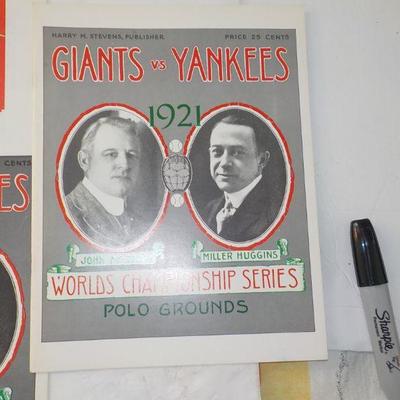 HARRY M. STEVENS, PUBLISHER. PRICE 25 CENTS
GIANTS vs YANKEES
1921
JOHN MILLER HUGGINS
WORLDS CHAMPIONSHIP SERIES
POLO GROUNDS
CENTS
ES
Sharpie